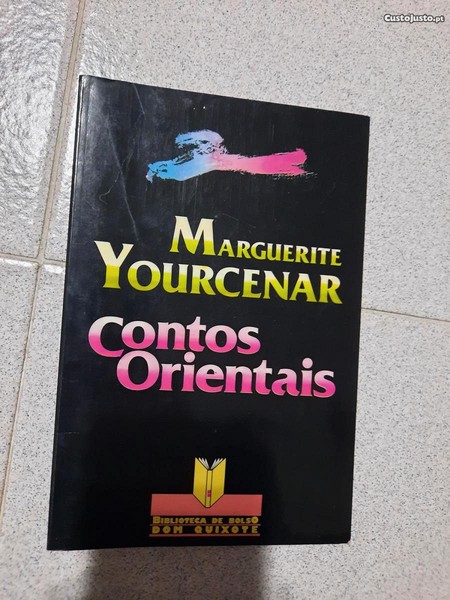 CustoJusto.pt
MARGUERITE
YOURCENAR
Contos
Orientais
BIBLIOTECA DE BOLSO
DOM QUIXOTE